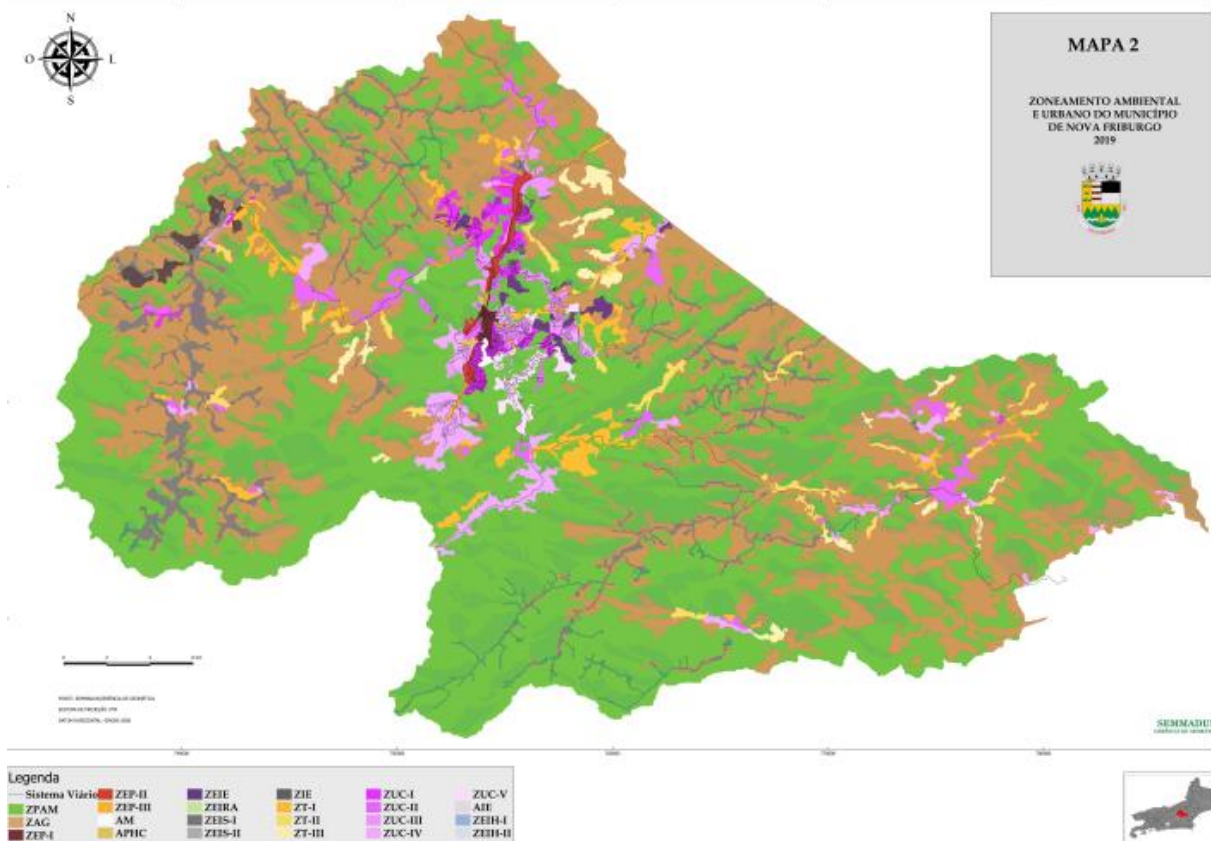 N
O
L
S
MAPA 2
ZONEAMENTO AMBIENTAL
E URBANO DO MUNICÍPIO
DE NOVA FRIBURGO
2019
Legenda
Sistema Viário
ZPAM
ZAG
ZEP-I
ZEP-II
ZEP-III
AM
APHC
ZEIE
ZEIRA
ZEIS-I
ZEIS-II
ZIE
ZT-I
ZT-II
ZT-III
ZUC-I
ZUC-II
ZUC-III
ZUC-IV
ZUC-V
AIE
ZEIH-I
ZEIH-II